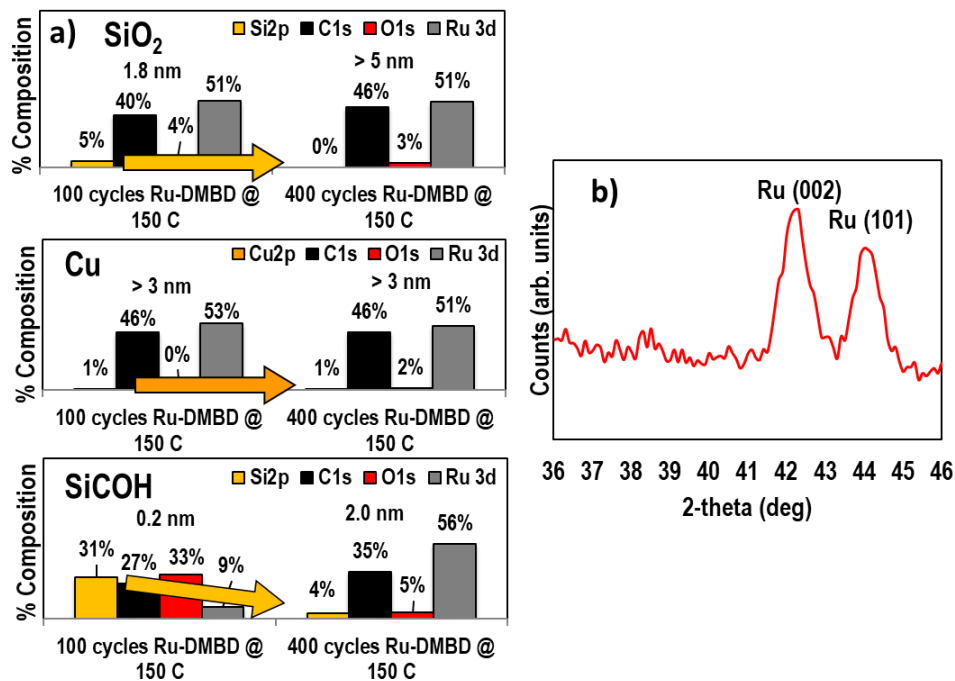 a) SiO2
Si2p C1s O1s Ru 3d
1.8 nm
> 5 nm
% Composition
5%
40%
4%
51%
0%
46%
3%
51%
100 cycles Ru-DMBD @
150 C
400 cycles Ru-DMBD @
150 C
Cu
Cu2p C1s O1s Ru 3d
> 3 nm
> 3 nm
% Composition
1%
46%
0%
53%
1%
46%
2%
51%
100 cycles Ru-DMBD @
150 C
400 cycles Ru-DMBD @
150 C
SiCOH
Si2p C1s O1s Ru 3d
0.2 nm
2.0 nm
% Composition
31%
27%
33%
9%
4%
35%
5%
56%
100 cycles Ru-DMBD @
150 C
400 cycles Ru-DMBD @
150 C
b)
Ru (002)
Ru (101)
Counts (arb. units)
36 37 38 39 40 41 42 43 44 45 46
2-theta (deg)